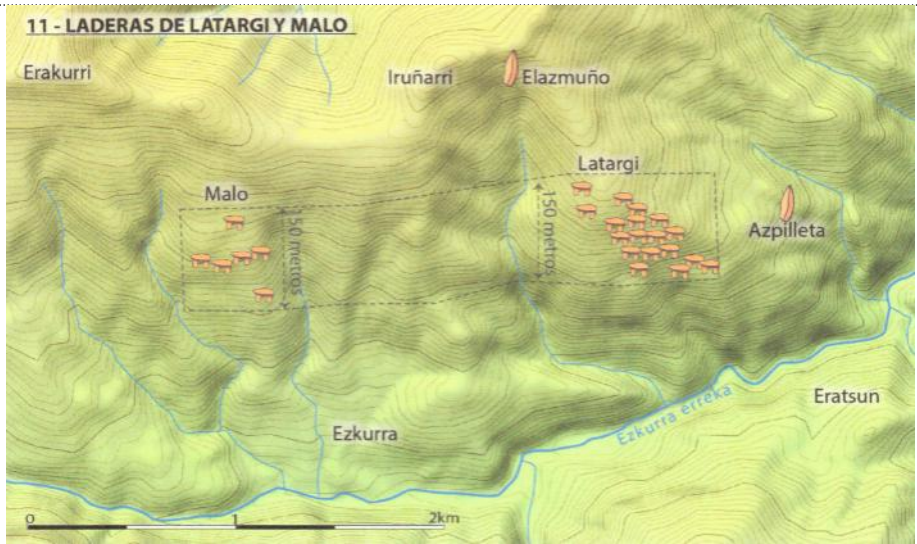 11 - LADERAS DE LATARGI Y MALO
Erakurri
Iruñarri
Elazmuño
Latargi
Malo
150 metros
150 metros
Azpilleta
Eratsun
Ezkurra erreka
Ezkurra
0 1 2km